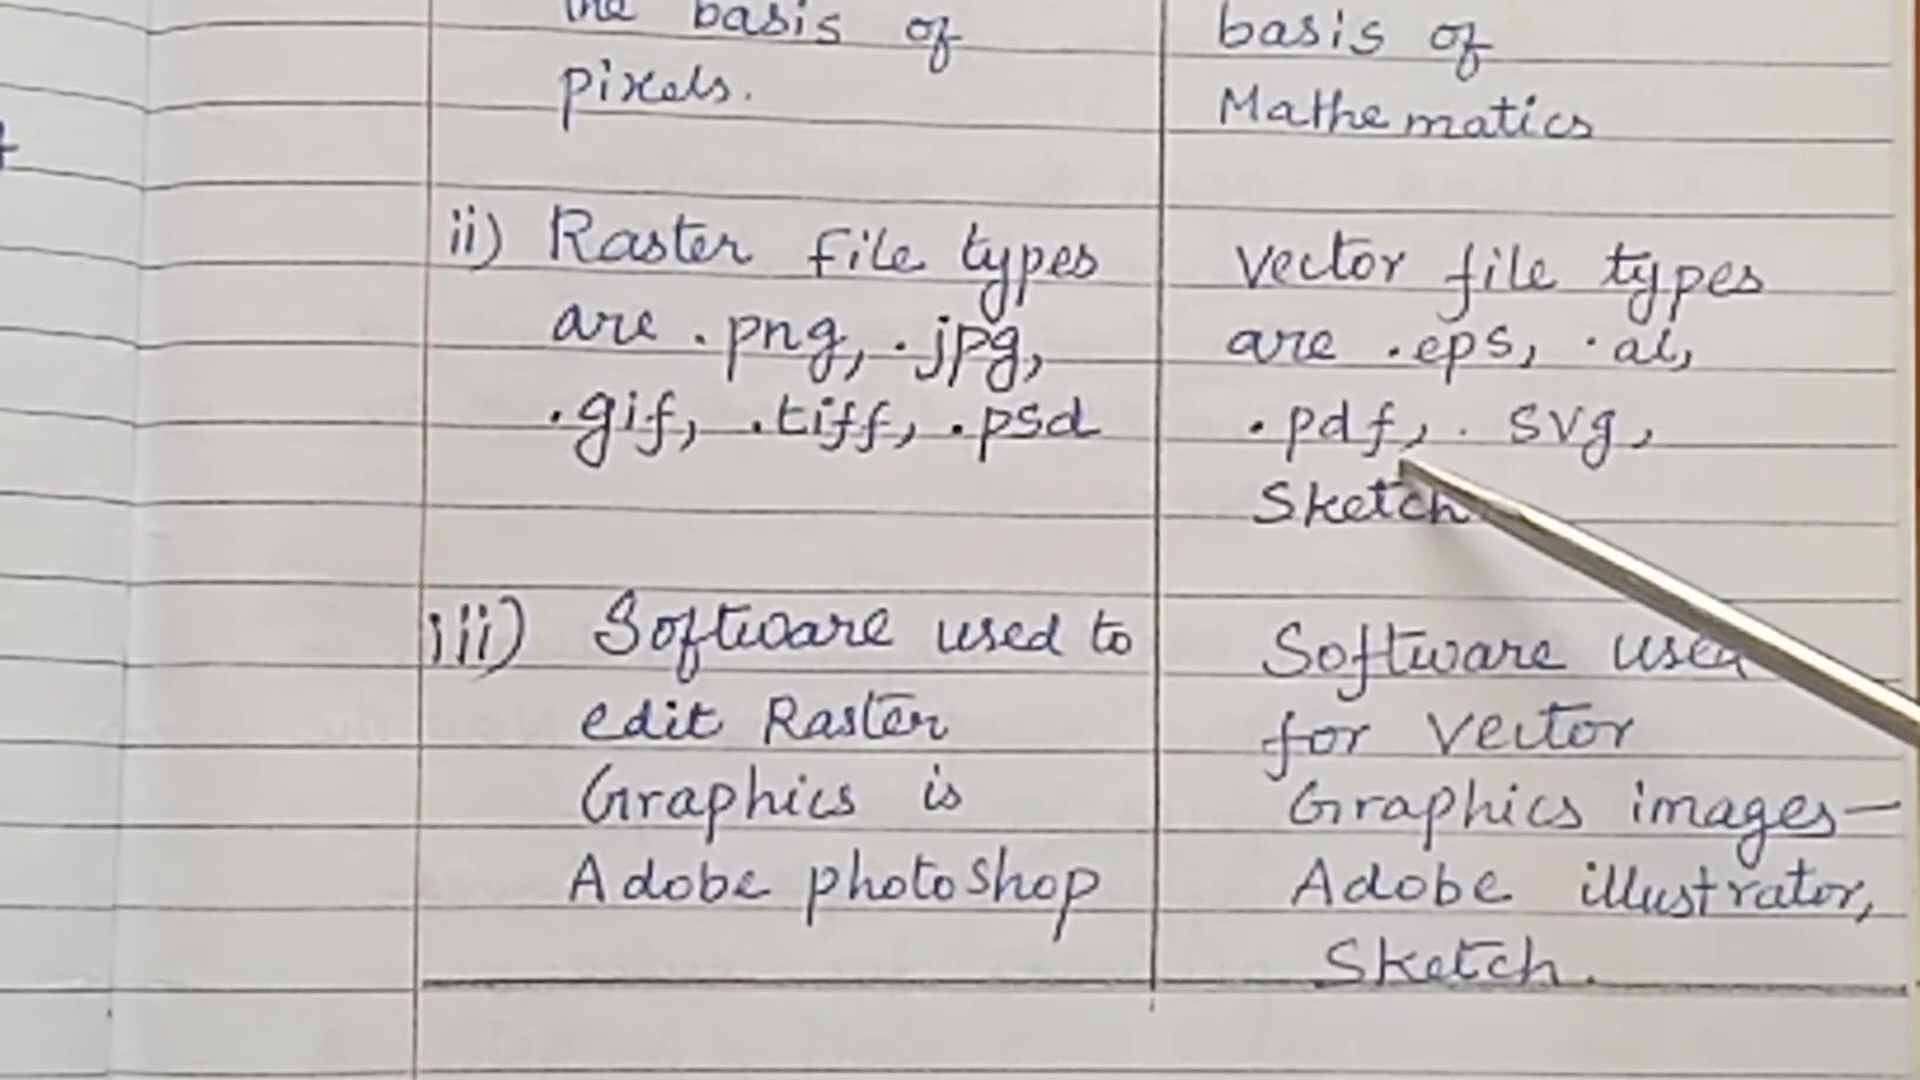 the basis of
pixels.
basis of
Mathematics
ii) Raster file types
are .png, .jpg,
.gif, .tiff, .psd
Vector file types
are .eps, .ai,
.pdf, . svg,
Sketch
iii) Software used to
edit Raster
Graphics is
Adobe photoshop
Software used
for Vector
Graphics images-
Adobe illustrator,
Sketch.